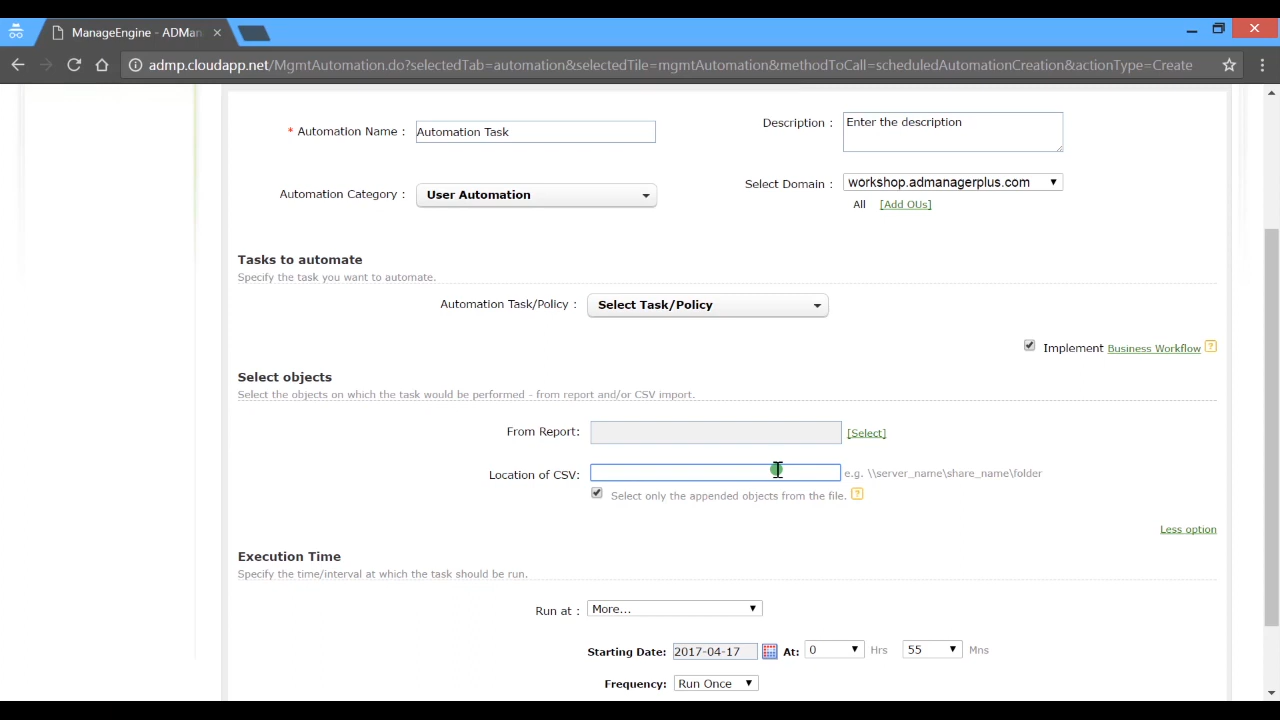 ManageEngine - ADMan
admp.cloudapp.net/MgmtAutomation.do?selectedTab=automation&selectedTile=mgmtAutomation&methodToCall=scheduledAutomationCreation&actionType=Create
* Automation Name : Automation Task
Description : Enter the description
Automation Category : User Automation
Select Domain : workshop.admanagerplus.com
All [Add OUs]
Tasks to automate
Specify the task you want to automate.
Automation Task/Policy : Select Task/Policy
Implement Business Workflow ?
Select objects
Select the objects on which the task would be performed - from report and/or CSV import.
From Report: [Select]
Location of CSV: e.g. \\server_name\share_name\folder
Select only the appended objects from the file. ?
Less option
Execution Time
Specify the time/interval at which the task should be run.
Run at : More...
Starting Date: 2017-04-17 At: 0 Hrs 55 Mns
Frequency: Run Once